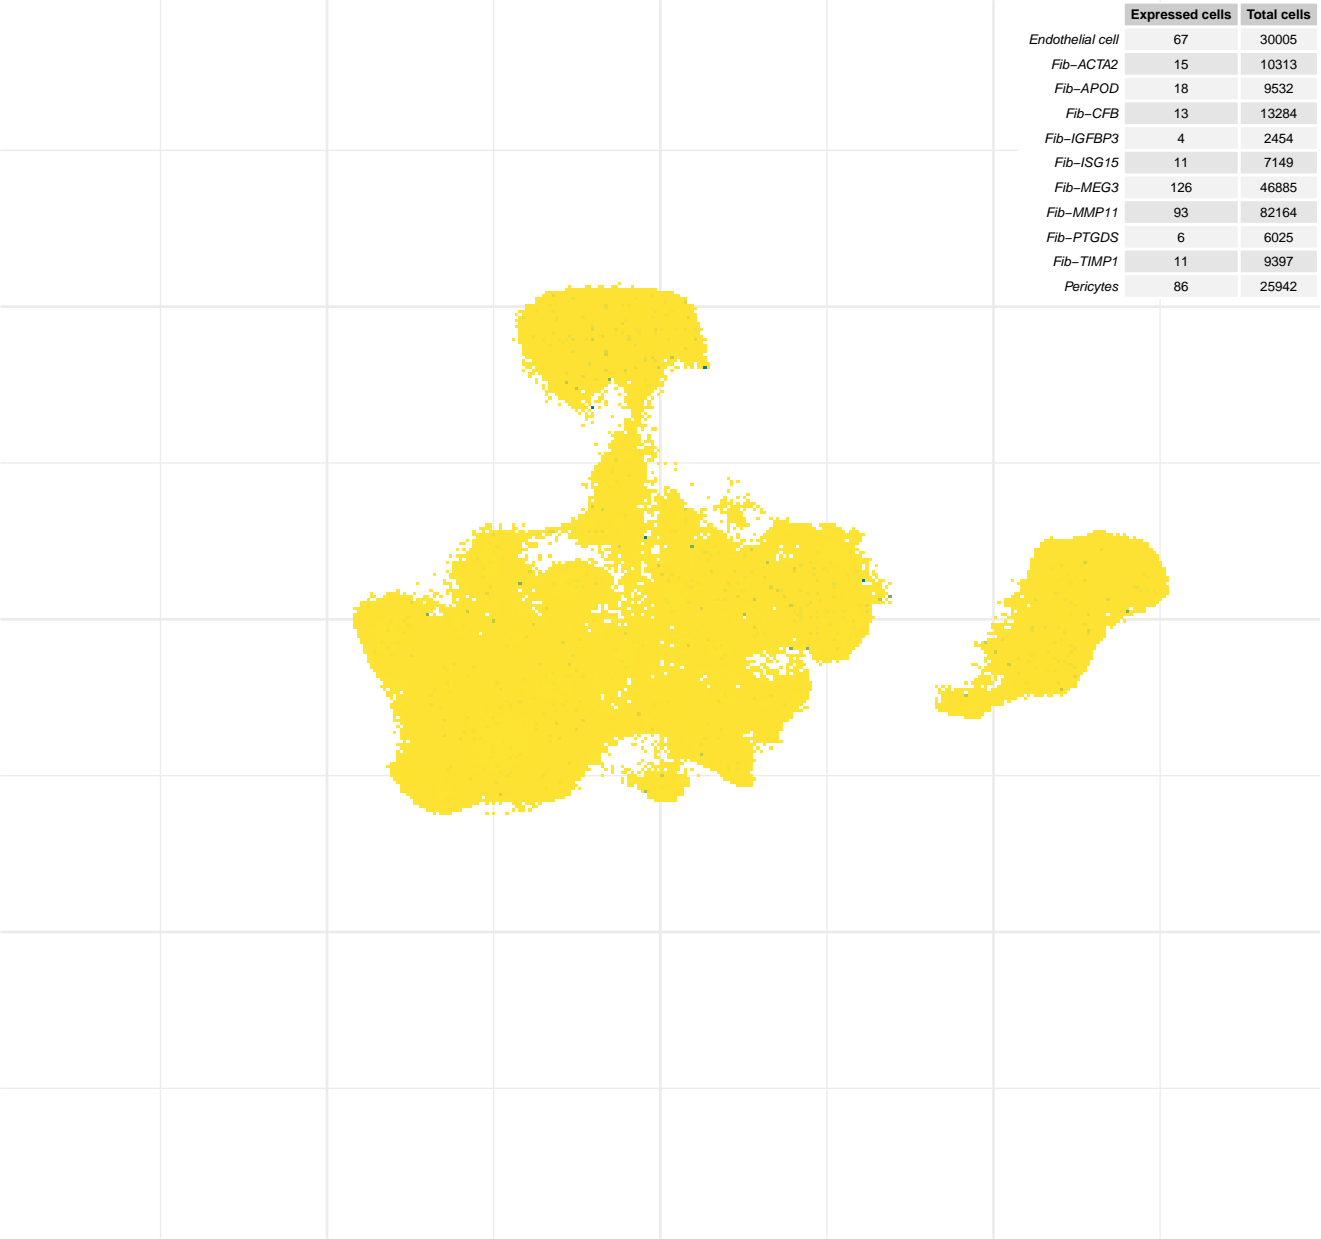 Expressed cells Total cells
Endothelial cell 67 30005
Fib−ACTA2 15 10313
Fib−APOD 18 9532
Fib−CFB 13 13284
Fib−IGFBP3 4 2454
Fib−ISG15 11 7149
Fib−MEG3 126 46885
Fib−MMP11 93 82164
Fib−PTGDS 6 6025
Fib−TIMP1 11 9397
Pericytes 86 25942